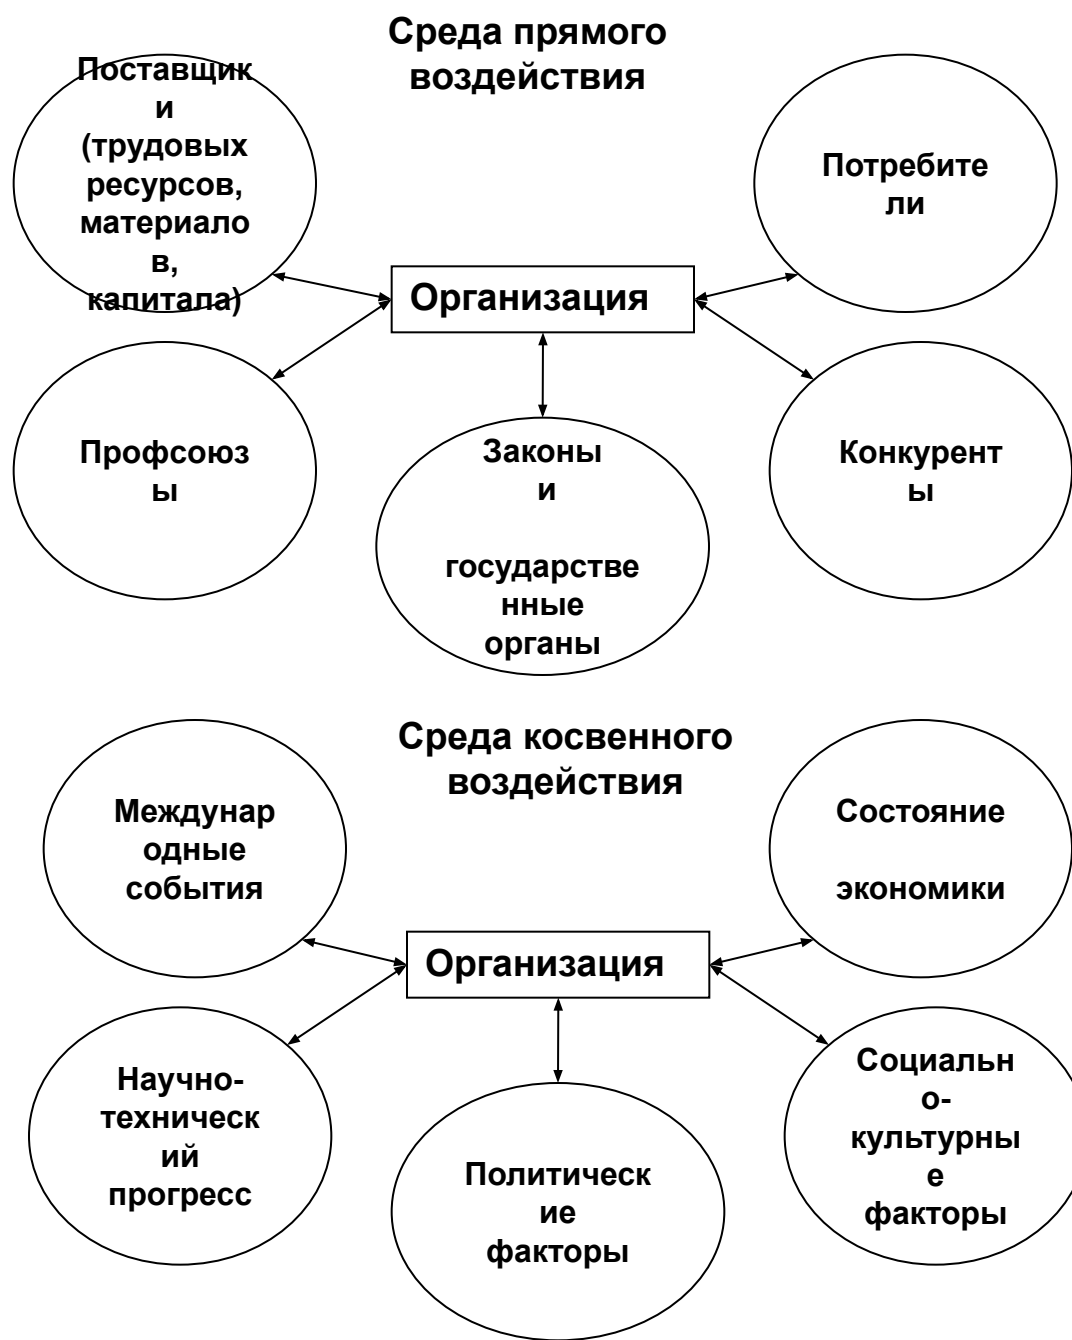 Среда прямого
воздействия
Поставщик
и
(трудовых
ресурсов,
материало
в,
капитала)
Потребите
ли
Организация
Профсоюз
ы
Законы
и
государстве
нные
органы
Конкурент
ы
Среда косвенного
воздействия
Междунар
одные
события
Состояние
экономики
Организация
Научно-
техническ
ий
прогресс
Политическ
ие
факторы
Социальн
о-
культурны
е
факторы